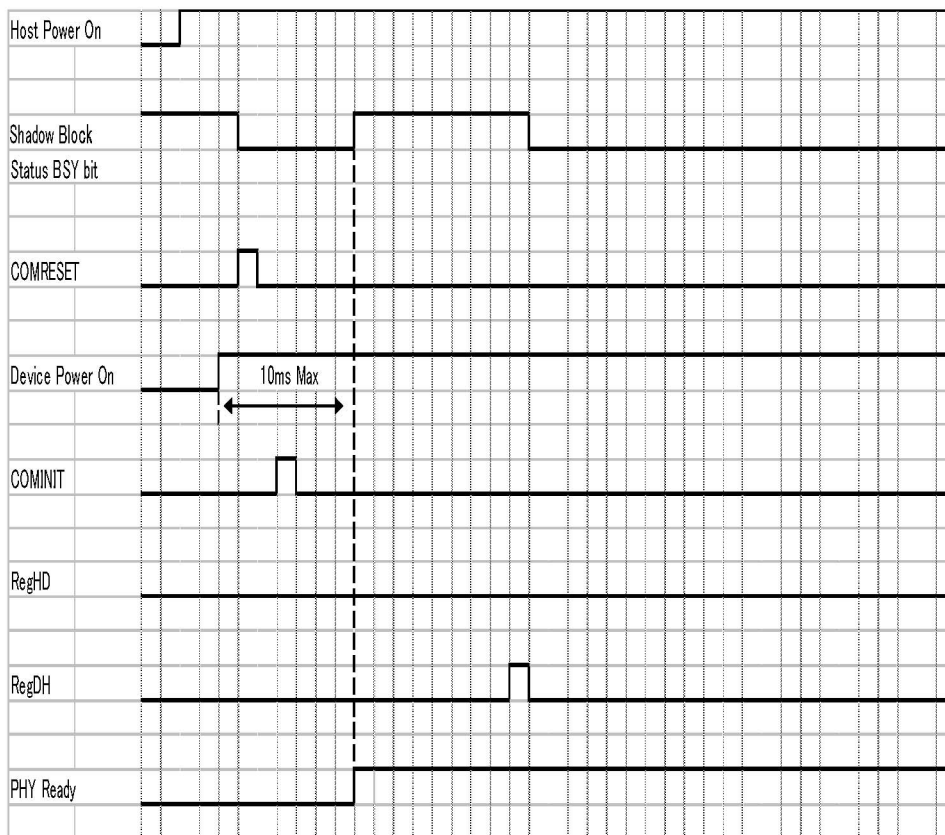 Host Power On
Shadow Block
Status BSY bit
COMRESET
Device Power On
10ms Max
COMINIT
RegHD
RegDH
PHY Ready